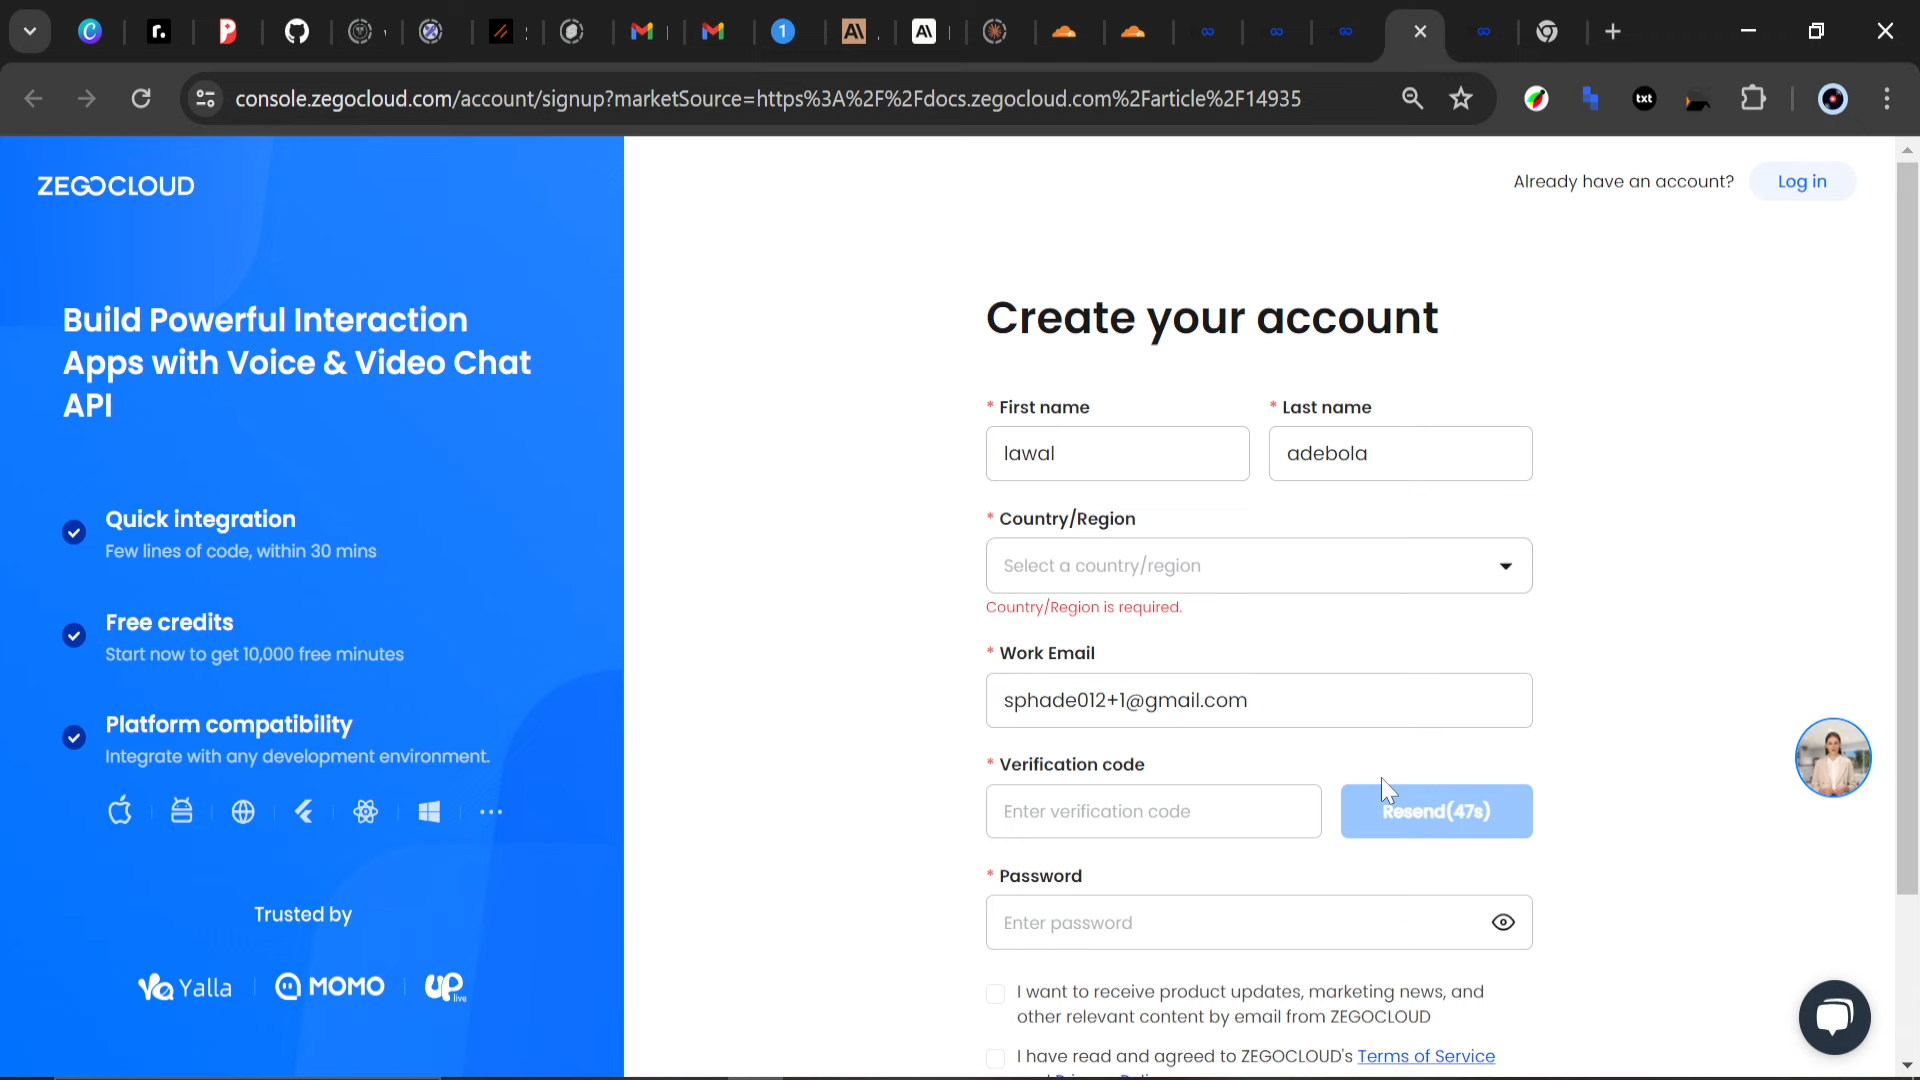 1
AI
AI
console.zegocloud.com/account/signup?marketSource=https%3A%2F%2Fdocs.zegocloud.com%2Farticle%2F14935
txt
ZEGOCLOUD
Already have an account?
Log in
Build Powerful Interaction
Apps with Voice & Video Chat
API
Quick integration
Few lines of code, within 30 mins
Free credits
Start now to get 10,000 free minutes
Platform compatibility
Integrate with any development environment.
Trusted by
Yalla
MOMO
UP
live
Create your account
* First name
* Last name
lawal
adebola
* Country/Region
Select a country/region
Country/Region is required.
* Work Email
sphade012+1@gmail.com
* Verification code
Enter verification code
Resend(47s)
* Password
Enter password
I want to receive product updates, marketing news, and
other relevant content by email from ZEGOCLOUD
I have read and agreed to ZEGOCLOUD's Terms of Service